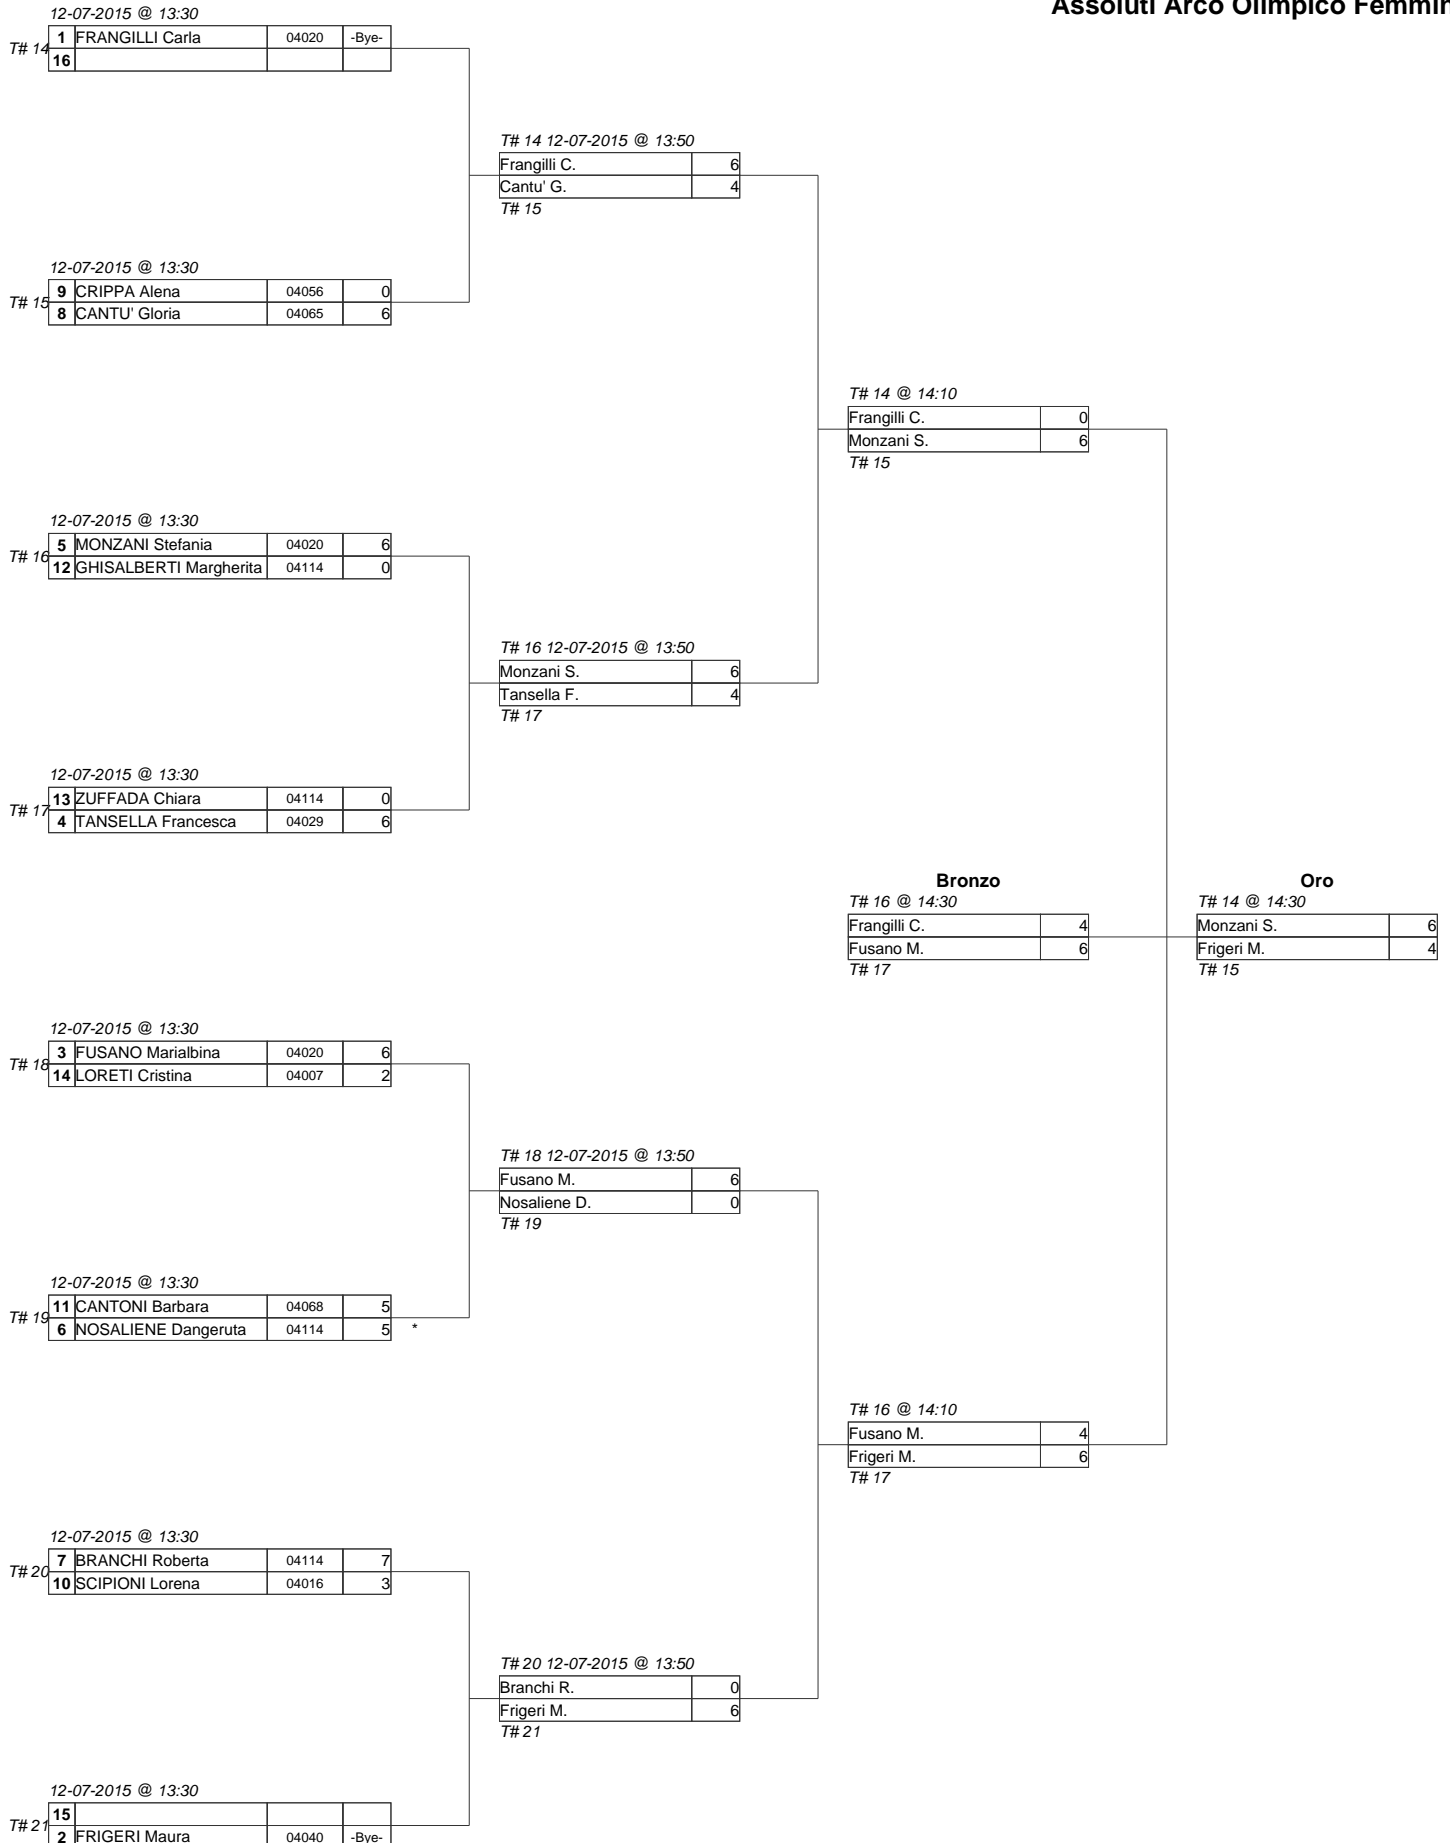 Assoluti Arco Olimpico Femmin
12-07-2015 @ 13:30
T# 14
1 FRANGILLI Carla 04020 -Bye-
16
T# 14 12-07-2015 @ 13:50
Frangilli C. 6
Cantu' G. 4
T# 15
12-07-2015 @ 13:30
T# 15
9 CRIPPA Alena 04056 0
8 CANTU' Gloria 04065 6
T# 14 @ 14:10
Frangilli C. 0
Monzani S. 6
T# 15
12-07-2015 @ 13:30
T# 16
5 MONZANI Stefania 04020 6
12 GHISALBERTI Margherita 04114 0
T# 16 12-07-2015 @ 13:50
Monzani S. 6
Tansella F. 4
T# 17
12-07-2015 @ 13:30
T# 17
13 ZUFFADA Chiara 04114 0
4 TANSELLA Francesca 04029 6
Bronzo
T# 16 @ 14:30
Frangilli C. 4
Fusano M. 6
T# 17
Oro
T# 14 @ 14:30
Monzani S. 6
Frigeri M. 4
T# 15
12-07-2015 @ 13:30
T# 18
3 FUSANO Marialbina 04020 6
14 LORETI Cristina 04007 2
T# 18 12-07-2015 @ 13:50
Fusano M. 6
Nosaliene D. 0
T# 19
12-07-2015 @ 13:30
T# 19
11 CANTONI Barbara 04068 5
6 NOSALIENE Dangeruta 04114 5 *
T# 16 @ 14:10
Fusano M. 4
Frigeri M. 6
T# 17
12-07-2015 @ 13:30
T# 20
7 BRANCHI Roberta 04114 7
10 SCIPIONI Lorena 04016 3
T# 20 12-07-2015 @ 13:50
Branchi R. 0
Frigeri M. 6
T# 21
12-07-2015 @ 13:30
T# 21
15
2 FRIGERI Maura 04040 -Bye-